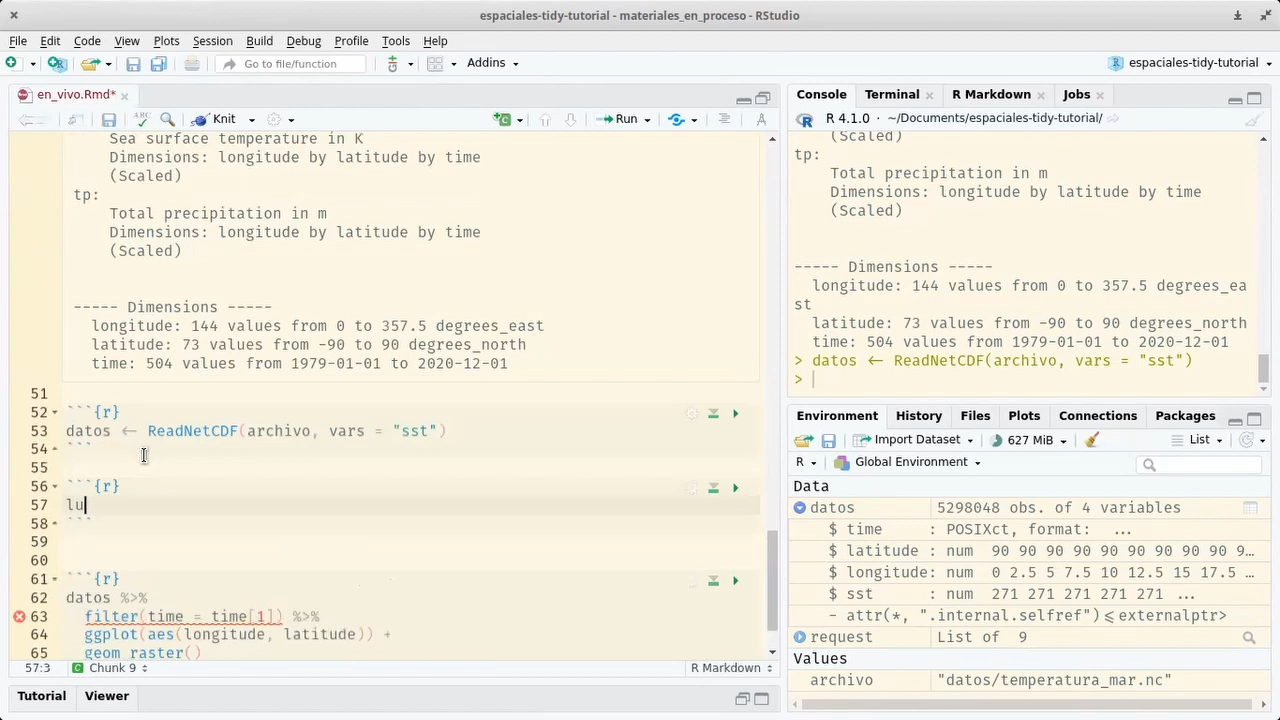 espaciales-tidy-tutorial - materiales_en_proceso - RStudio
File Edit Code View Plots Session Build Debug Profile Tools Help
Go to file/function Addins espaciales-tidy-tutorial
en_vivo.Rmd*
Knit Run
Sea surface temperature in K
Dimensions: longitude by latitude by time
(Scaled)
tp:
Total precipitation in m
Dimensions: longitude by latitude by time
(Scaled)
----- Dimensions -----
longitude: 144 values from 0 to 357.5 degrees_east
latitude: 73 values from -90 to 90 degrees_north
time: 504 values from 1979-01-01 to 2020-12-01
51
52 ```{r}
53 datos ← ReadNetCDF(archivo, vars = "sst")
54 ```
55
56 ```{r}
57 lu
58 ```
59
60
61 ```{r}
62 datos %>%
63 filter(time = time[1]) %>%
64 ggplot(aes(longitude, latitude)) +
65 geom_raster()
57:3 Chunk 9 R Markdown
Tutorial Viewer
Console Terminal R Markdown Jobs
R 4.1.0 · ~/Documents/espaciales-tidy-tutorial/
(Scaled)
tp:
Total precipitation in m
Dimensions: longitude by latitude by time
(Scaled)
----- Dimensions -----
longitude: 144 values from 0 to 357.5 degrees_ea
st
latitude: 73 values from -90 to 90 degrees_north
time: 504 values from 1979-01-01 to 2020-12-01
> datos ← ReadNetCDF(archivo, vars = "sst")
>
Environment History Files Plots Connections Packages
Import Dataset 627 MiB List
R Global Environment
Data
datos 5298048 obs. of 4 variables
$ time : POSIXct, format: ...
$ latitude : num 90 90 90 90 90 90 90 90 9...
$ longitude: num 0 2.5 5 7.5 10 12.5 15 17.5 ...
$ sst : num 271 271 271 271 271 ...
- attr(*, ".internal.selfref")⩽externalptr>
request List of 9
Values
archivo "datos/temperatura_mar.nc"